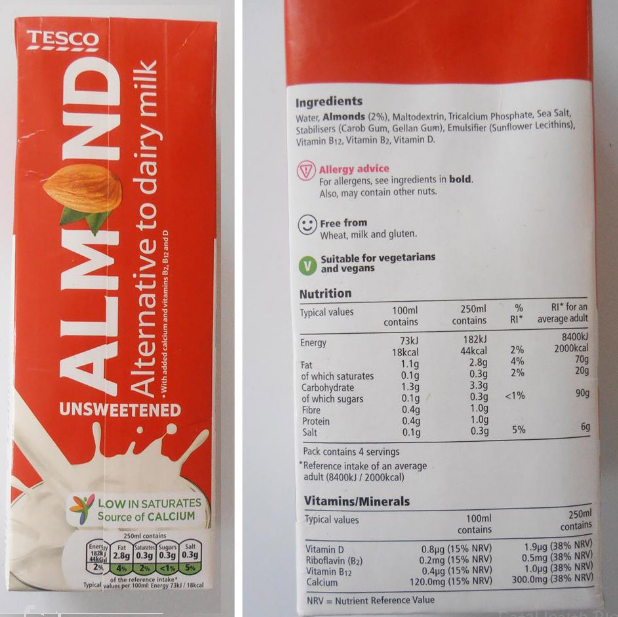 TESCO
ALMOND
Alternative to dairy milk
• With added calcium and vitamins B2, B12 and D
UNSWEETENED
LOW IN SATURATES
Source of CALCIUM
250ml contains
Energy 182kJ 44kcal 2%
Fat 2.8g 4%
Saturates 0.3g 2%
Sugars 0.3g <1%
Salt 0.3g 5%
of the reference intake*
Typical values per 100ml: Energy 73kJ / 18kcal
Ingredients
Water, Almonds (2%), Maltodextrin, Tricalcium Phosphate, Sea Salt,
Stabilisers (Carob Gum, Gellan Gum), Emulsifier (Sunflower Lecithins),
Vitamin B12, Vitamin B2, Vitamin D.
Allergy advice
For allergens, see ingredients in bold.
Also, may contain other nuts.
Free from
Wheat, milk and gluten.
V
Suitable for vegetarians
and vegans
Nutrition
Typical values 100ml contains 250ml contains % RI* RI* for an average adult
Energy 73kJ 182kJ 8400kJ
18kcal 44kcal 2% 2000kcal
Fat 1.1g 2.8g 4% 70g
of which saturates 0.1g 0.3g 2% 20g
Carbohydrate 1.3g 3.3g
of which sugars 0.1g 0.3g <1% 90g
Fibre 0.4g 1.0g
Protein 0.4g 1.0g
Salt 0.1g 0.3g 5% 6g
Pack contains 4 servings
*Reference intake of an average
adult (8400kJ / 2000kcal)
Vitamins/Minerals
Typical values 100ml contains 250ml contains
Vitamin D 0.8µg (15% NRV) 1.9µg (38% NRV)
Riboflavin (B2) 0.2mg (15% NRV) 0.5mg (38% NRV)
Vitamin B12 0.4µg (15% NRV) 1.0µg (38% NRV)
Calcium 120.0mg (15% NRV) 300.0mg (38% NRV)
NRV = Nutrient Reference Value